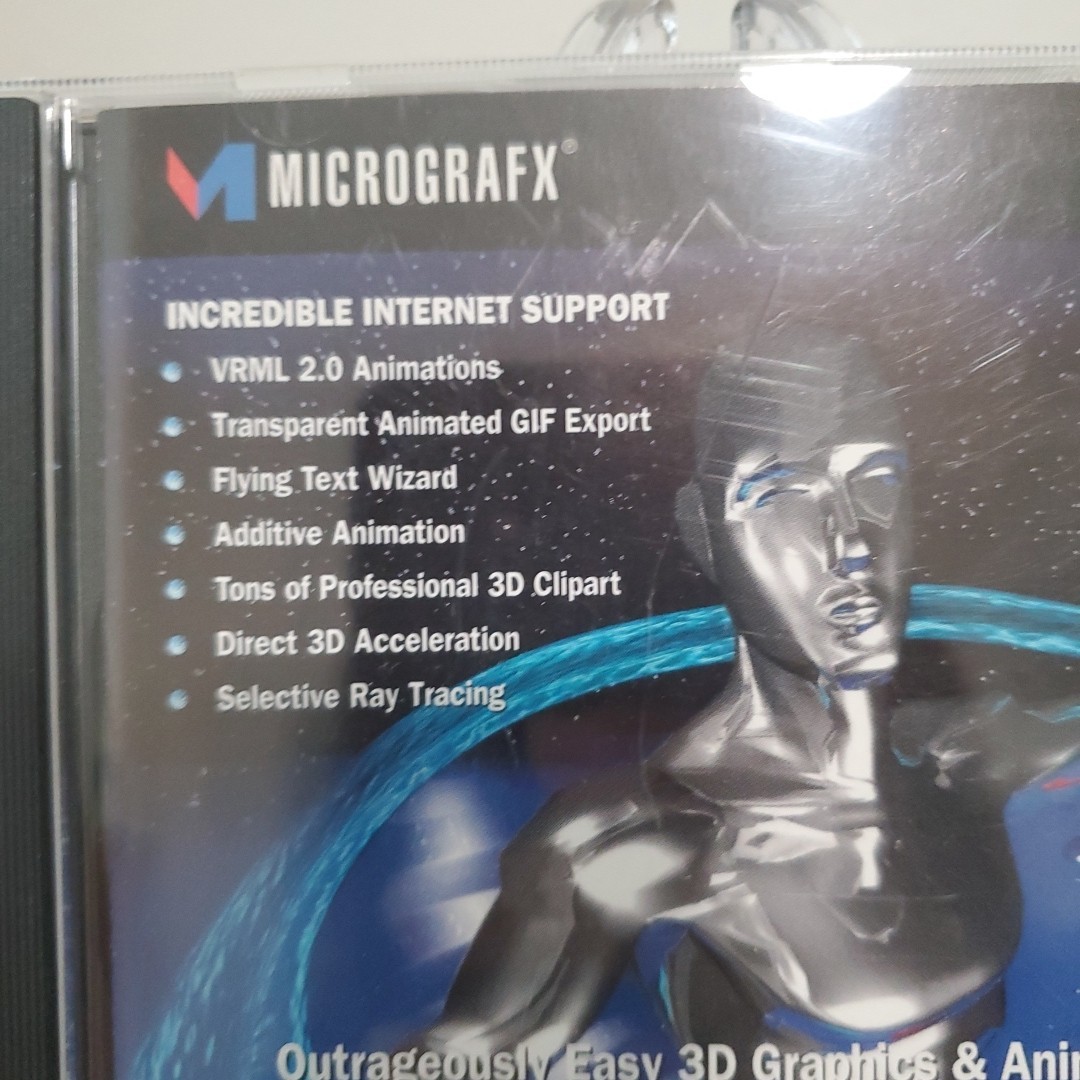 MICROGRAFX®
INCREDIBLE INTERNET SUPPORT
VRML 2.0 Animations
Transparent Animated GIF Export
Flying Text Wizard
Additive Animation
Tons of Professional 3D Clipart
Direct 3D Acceleration
Selective Ray Tracing
Outrageously Easy 3D Graphics &